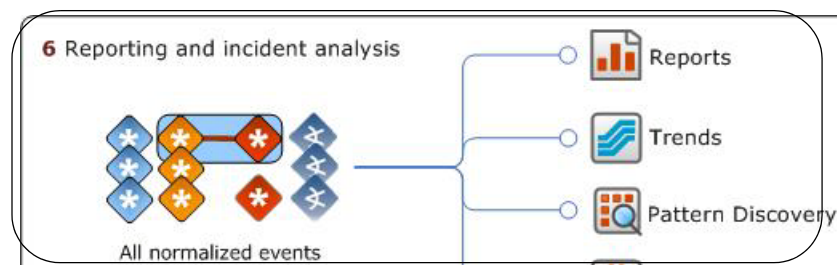 6 Reporting and incident analysis
Reports
Trends
Pattern Discovery
All normalized events